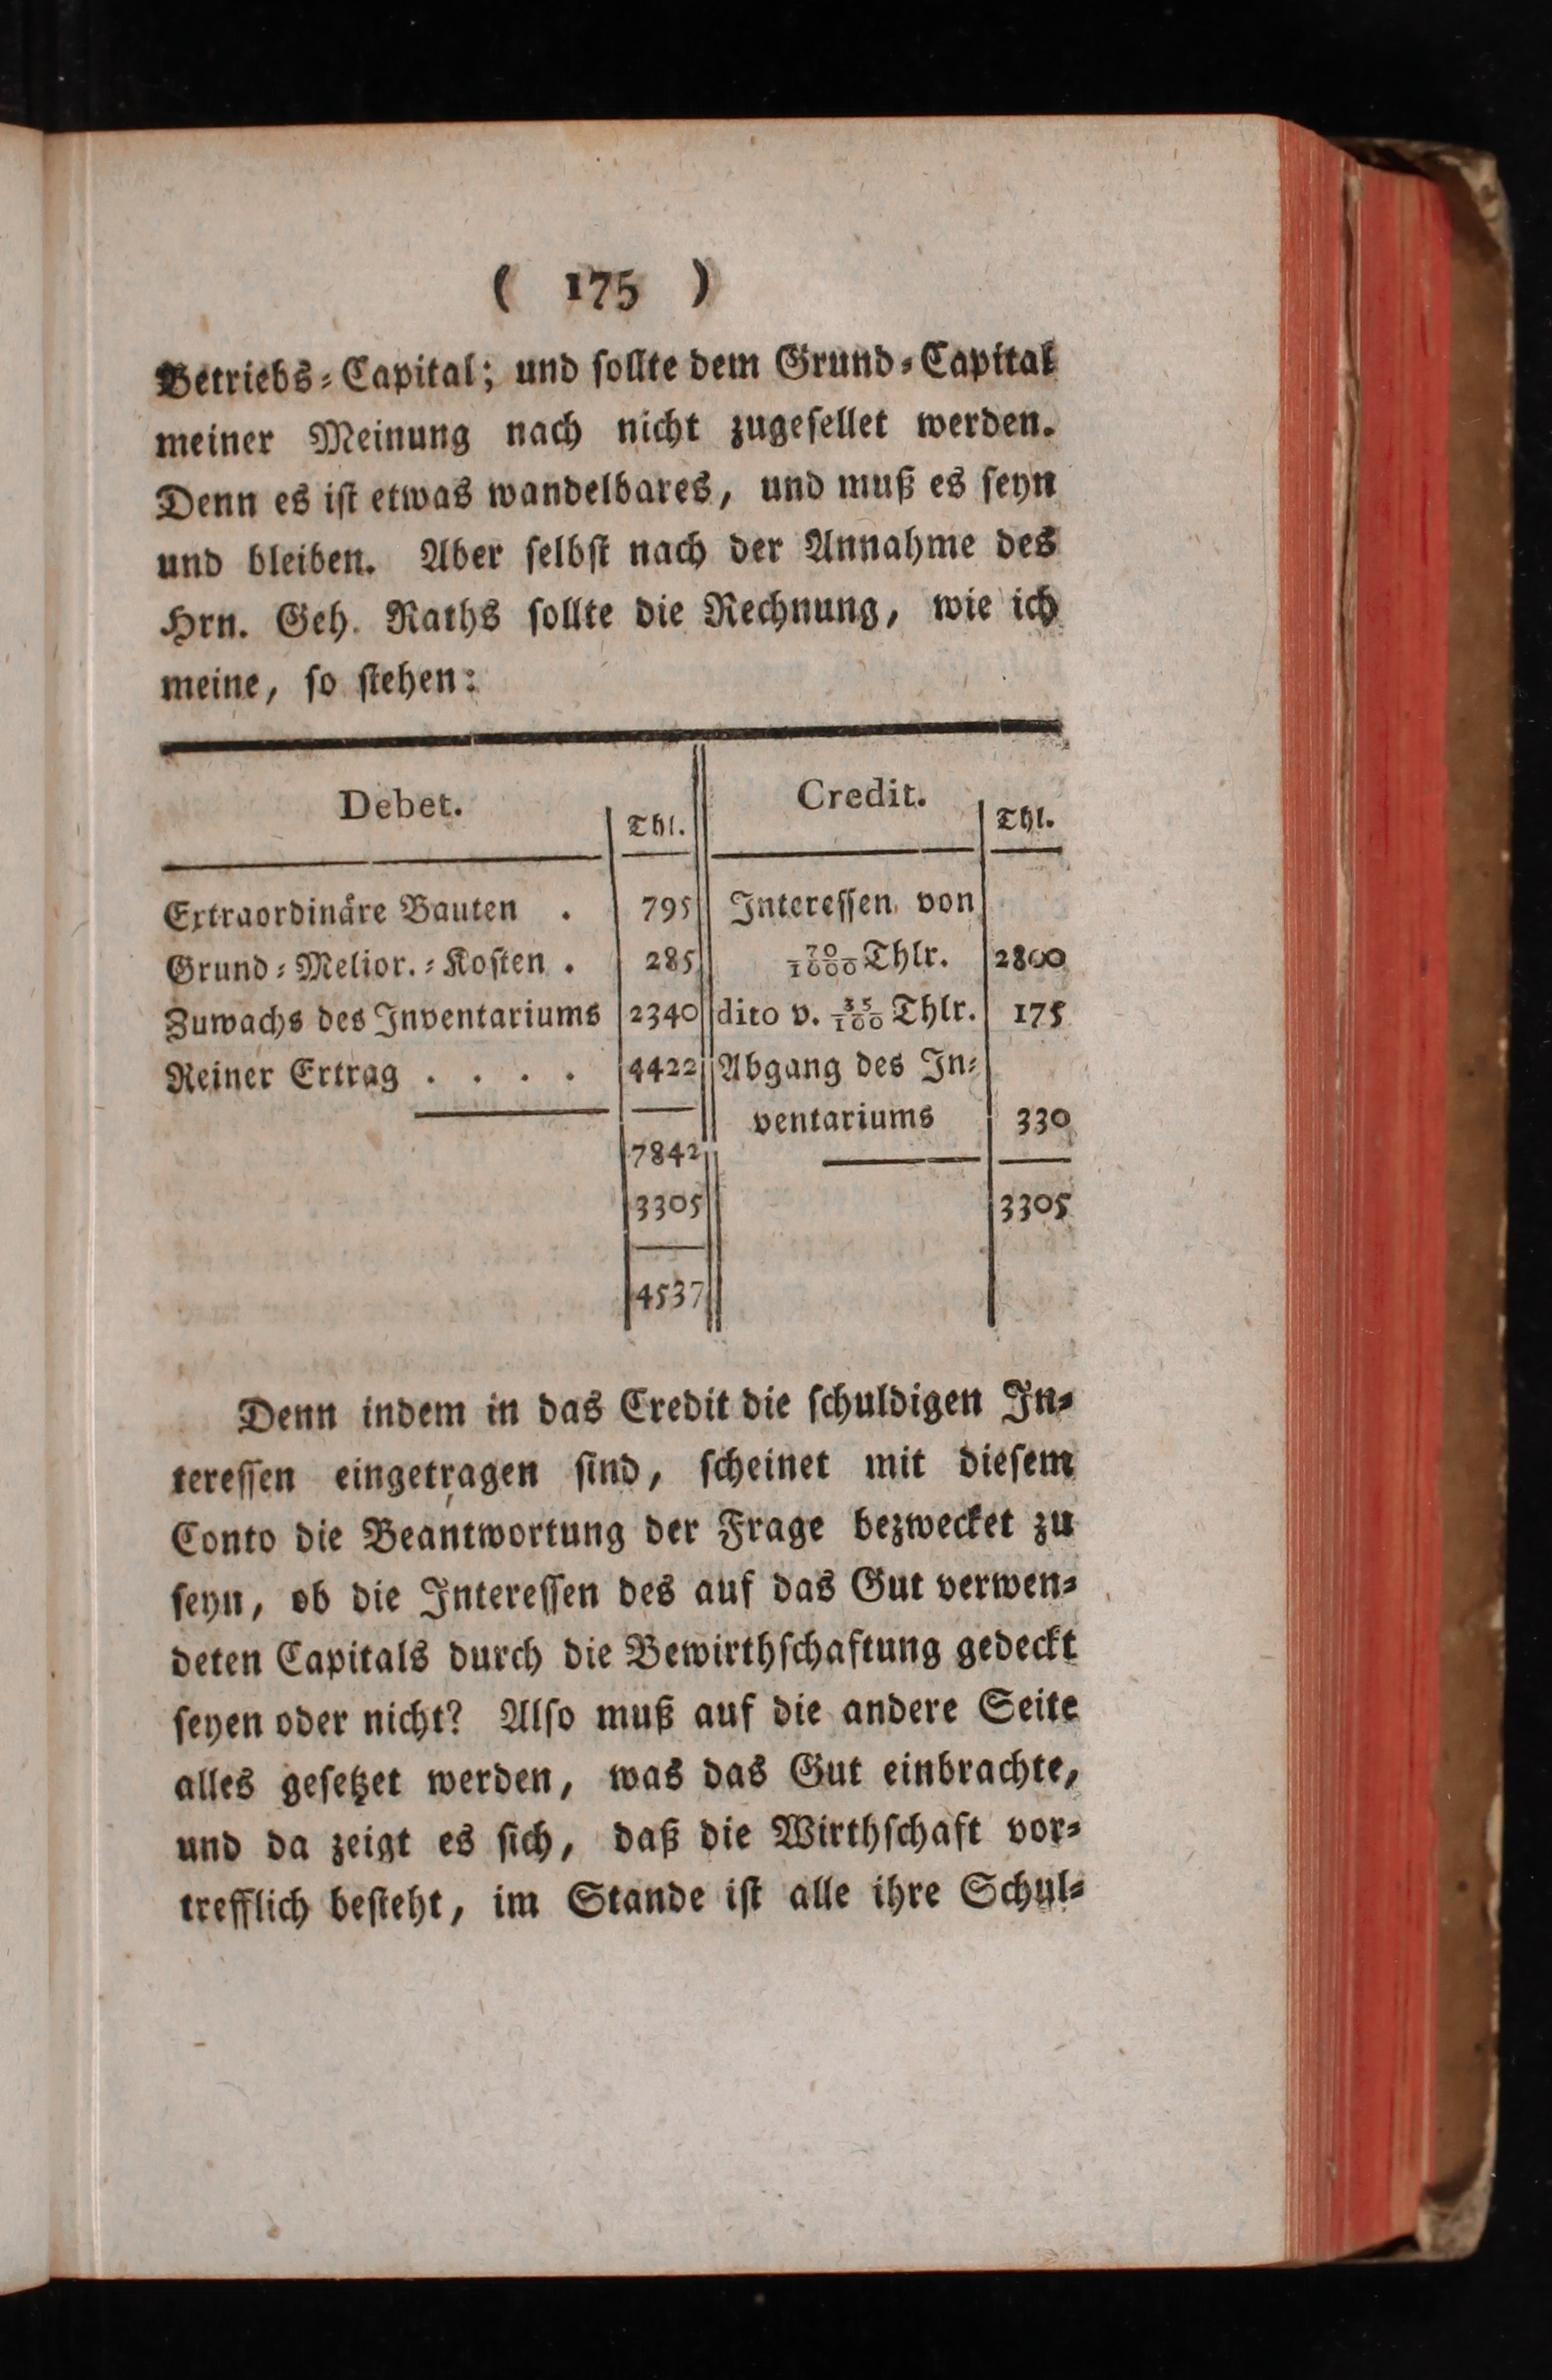 ( 175 )
Betriebs-Capital; und ſollte dem Grund-Capital
meiner Meinung nach nicht zugeſellet werden.
Denn es iſt etwas wandelbares, und muß es ſeyn
und bleiben. Aber ſelbſt nach der Annahme des
Hrn. Geh. Raths ſollte die Rechnung, wie ich
meine, ſo ſtehen:
Debet. Thl. Credit. Thl.
Extraordinäre Bauten . 795 Intereſſen von
Grund-Melior.-Koſten . 285 70/1000 Thlr. 2800
Zuwachs des Inventariums 2340 dito v. 35/100 Thlr. 175
Reiner Ertrag . . . . 4422 Abgang des In-
ventariums 330
7842
3305 3305
4537
Denn indem in das Credit die ſchuldigen In-
tereſſen eingetragen ſind, ſcheinet mit dieſem
Conto die Beantwortung der Frage bezwecket zu
ſeyn, ob die Intereſſen des auf das Gut verwen-
deten Capitals durch die Bewirthſchaftung gedeckt
ſeyen oder nicht? Alſo muß auf die andere Seite
alles geſetzet werden, was das Gut einbrachte,
und da zeigt es ſich, daß die Wirthſchaft vor-
trefflich beſteht, im Stande iſt alle ihre Schul-